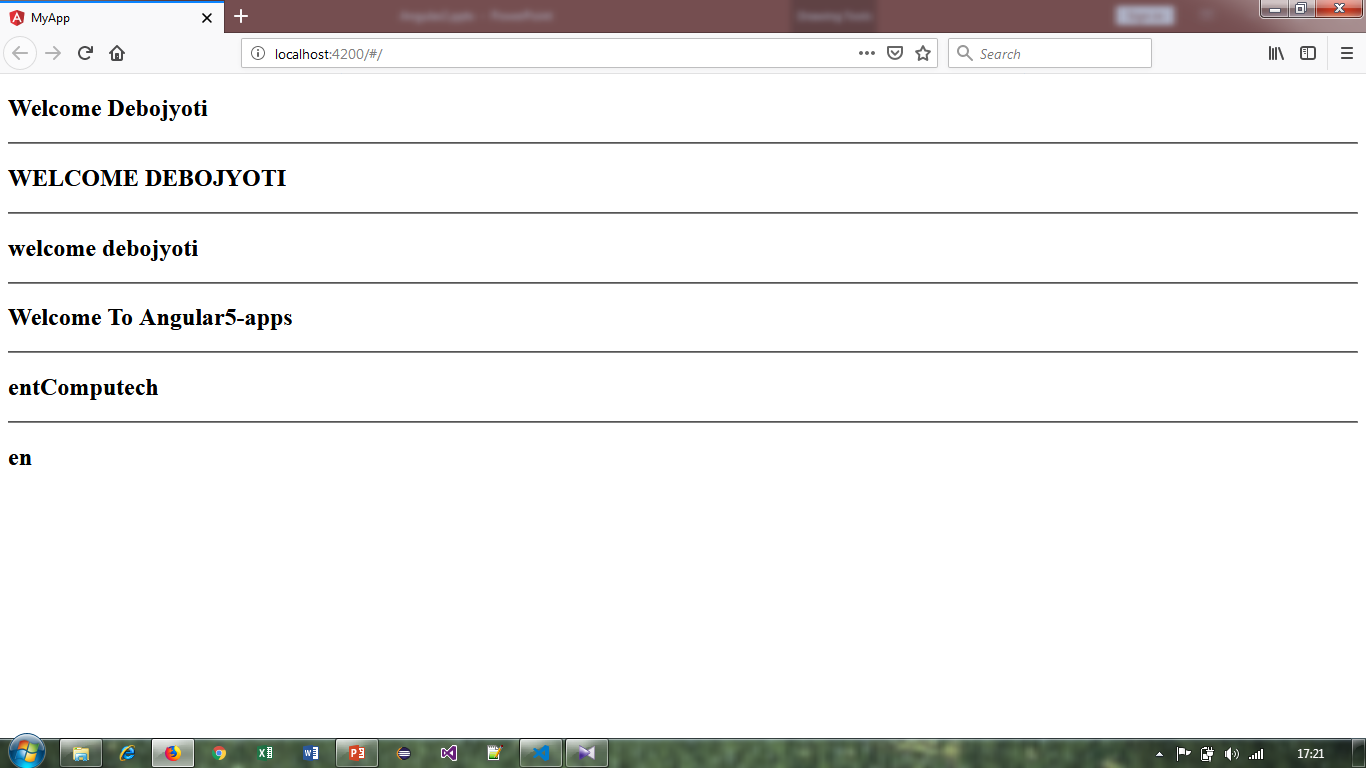 MyApp
localhost:4200/#/
Search
Welcome Debojyoti
WELCOME DEBOJYOTI
welcome debojyoti
Welcome To Angular5-apps
entComputech
en
17:21